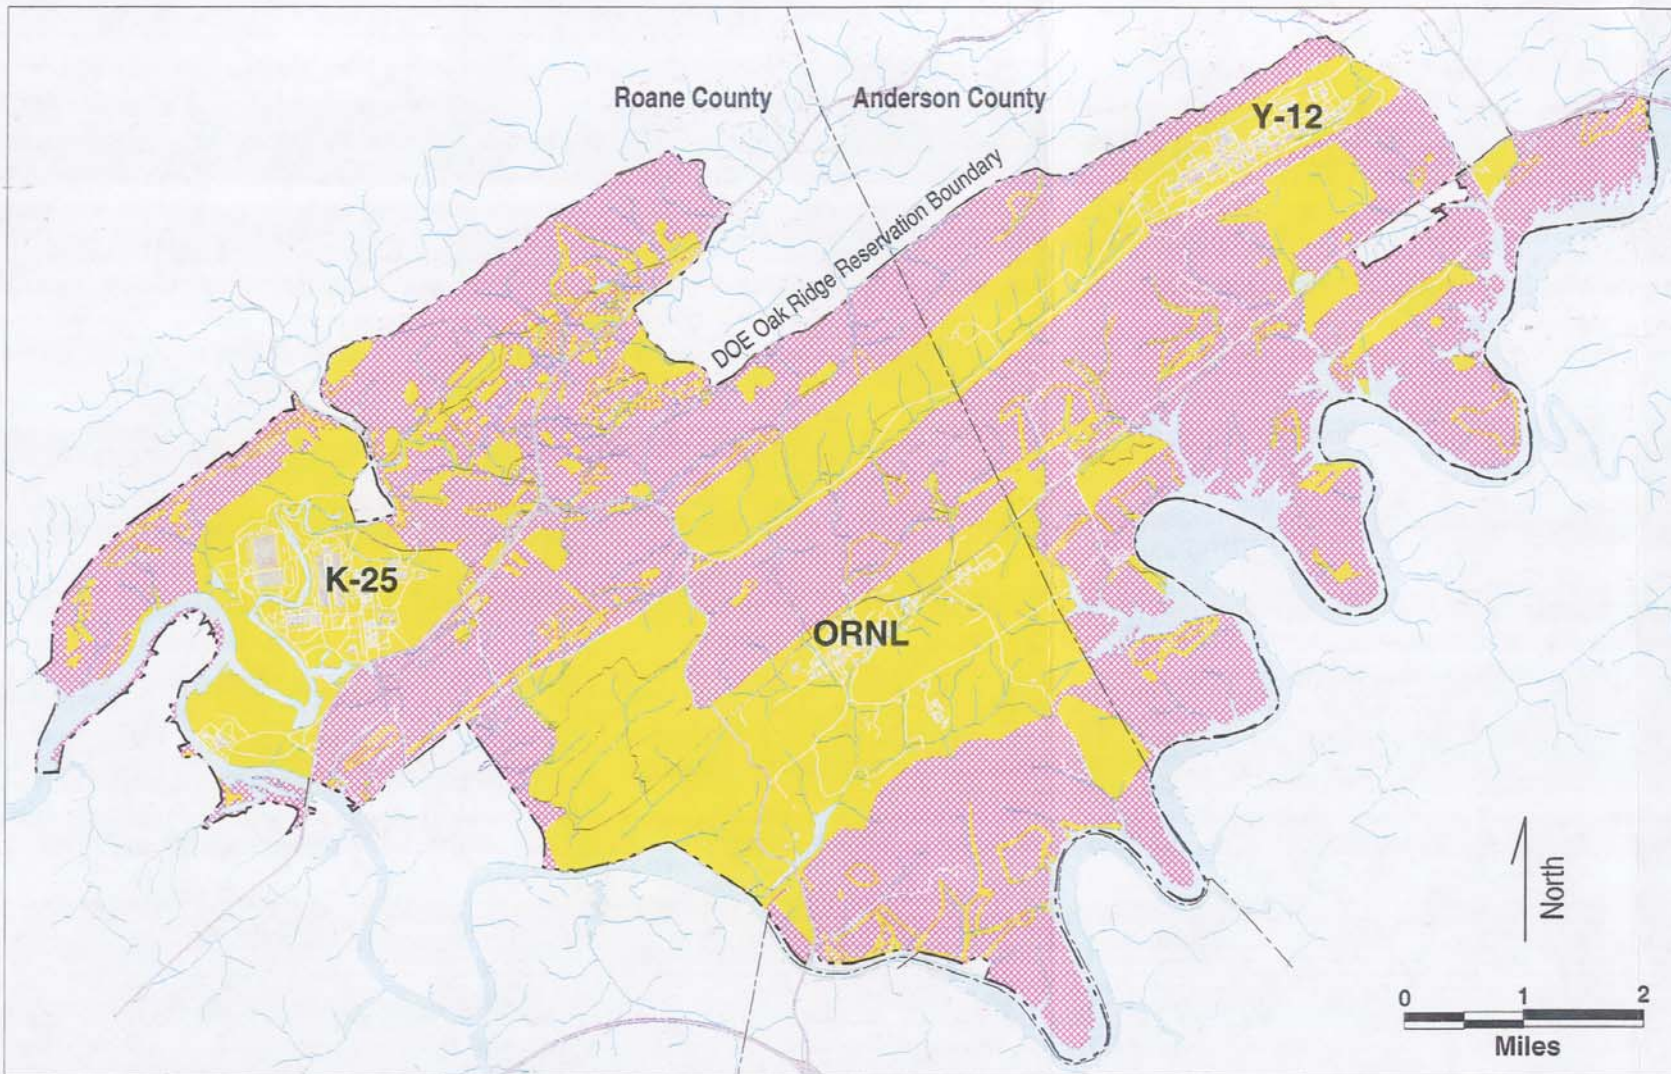 Roane County
Anderson County
Y-12
DOE Oak Ridge Reservation Boundary
K-25
ORNL
North
0 1 2
Miles